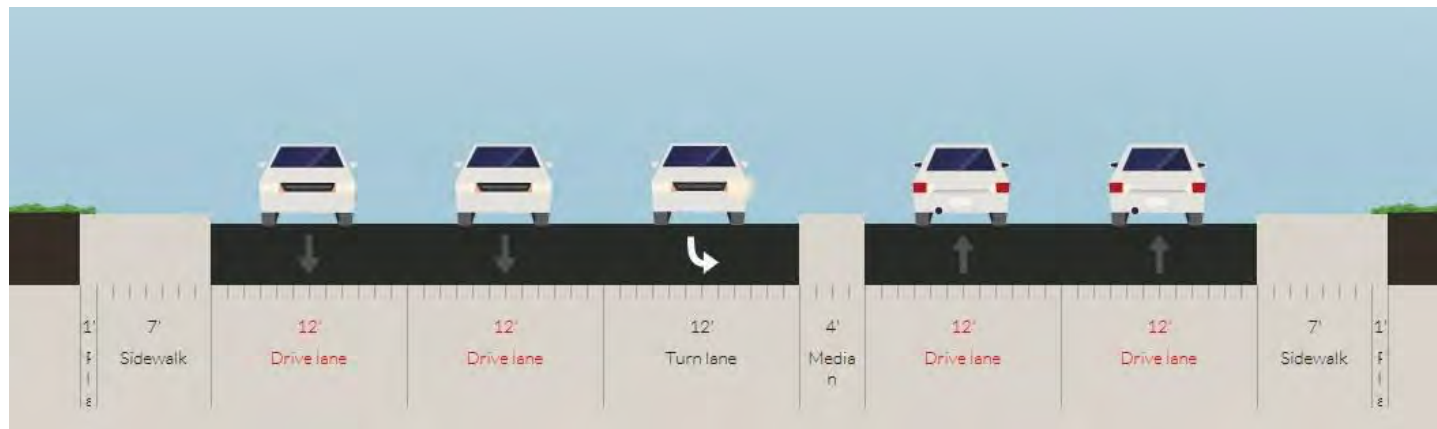 1' 7' 12' 12' 12' 4' 12' 12' 7' 1'
Sidewalk Drive lane Drive lane Turn lane Media Drive lane Drive lane Sidewalk
n